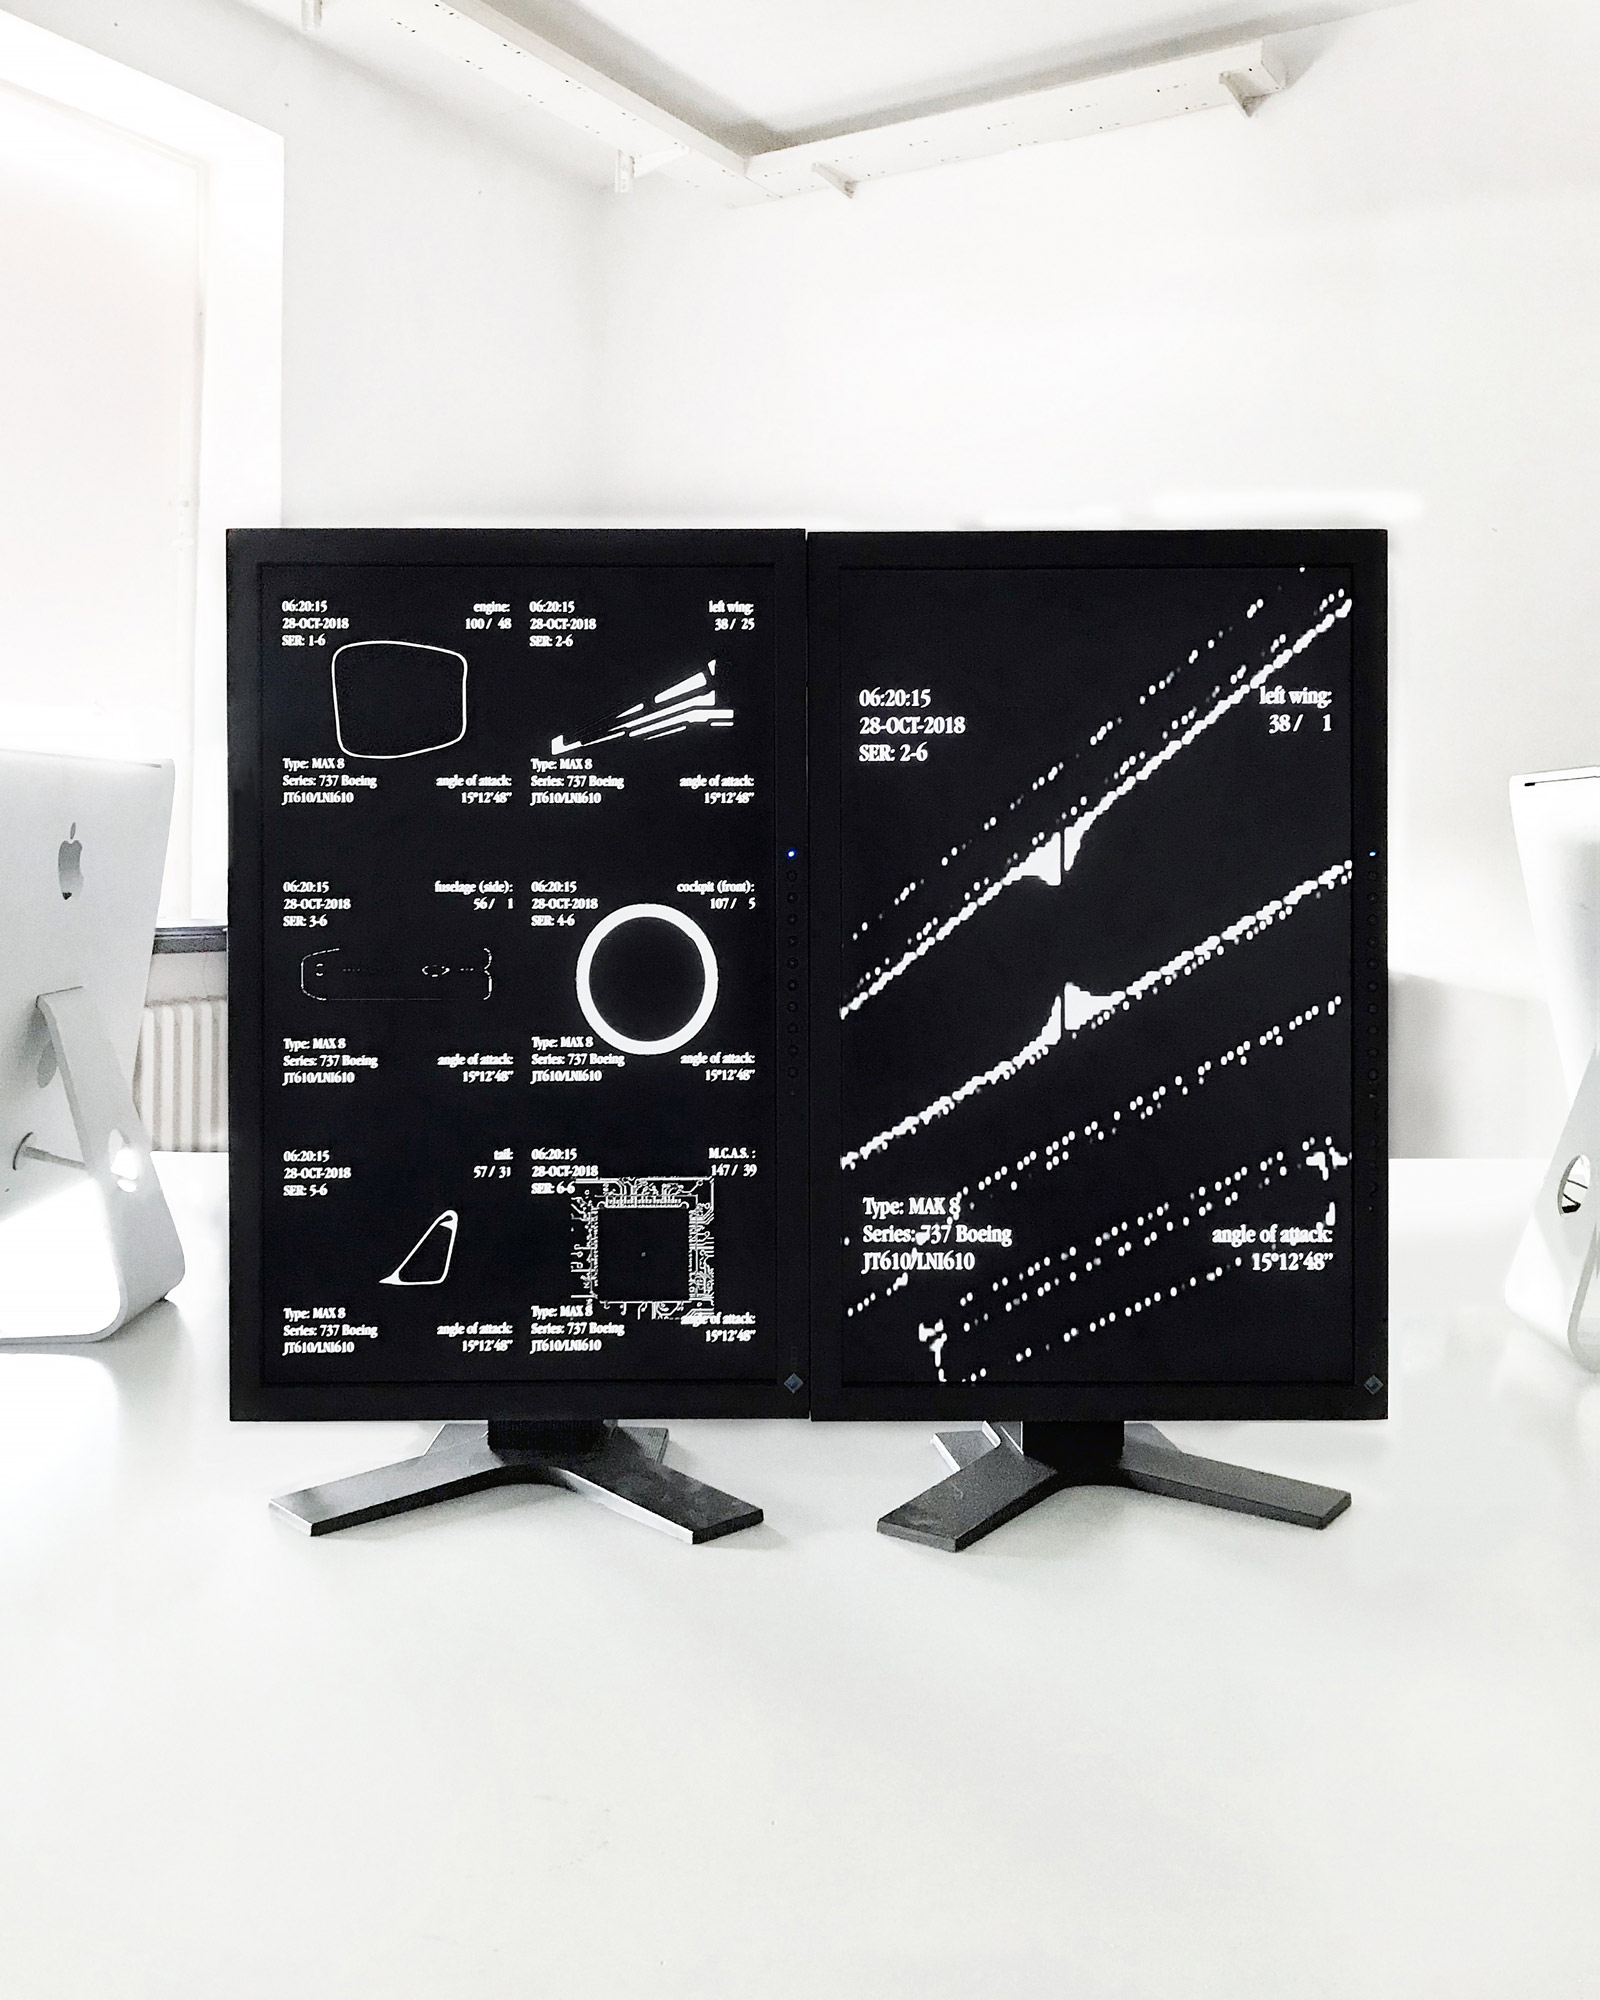 06:20:15
28-OCT-2018
SER: 1-6
engine:
100 / 48
Type: MAX 8
Series: 737 Boeing
JT610/LNI610
angle of attack:
15°12'48"
06:20:15
28-OCT-2018
SER: 2-6
left wing:
38 / 25
Type: MAX 8
Series: 737 Boeing
JT610/LNI610
angle of attack:
15°12'48"
06:20:15
28-OCT-2018
SER: 3-6
fuselage (side):
56 / 1
Type: MAX 8
Series: 737 Boeing
JT610/LNI610
angle of attack:
15°12'48"
06:20:15
28-OCT-2018
SER: 4-6
cockpit (front):
107 / 5
Type: MAX 8
Series: 737 Boeing
JT610/LNI610
angle of attack:
15°12'48"
06:20:15
28-OCT-2018
SER: 5-6
tail:
57 / 31
Type: MAX 8
Series: 737 Boeing
JT610/LNI610
angle of attack:
15°12'48"
06:20:15
28-OCT-2018
SER: 6-6
M.C.A.S. :
147 / 39
Type: MAX 8
Series: 737 Boeing
JT610/LNI610
angle of attack:
15°12'48"
06:20:15
28-OCT-2018
SER: 2-6
left wing:
38 / 1
Type: MAX 8
Series: 737 Boeing
JT610/LNI610
angle of attack:
15°12'48"